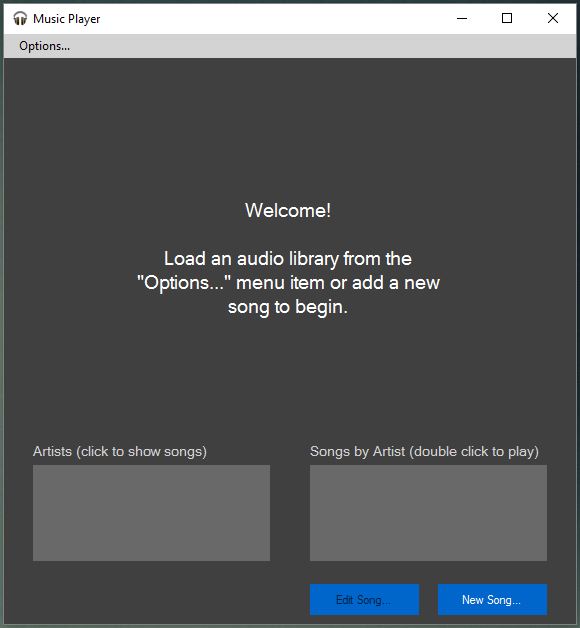 Music Player
Options...
Welcome!
Load an audio library from the
"Options..." menu item or add a new
song to begin.
Artists (click to show songs)
Songs by Artist (double click to play)
Edit Song...
New Song...